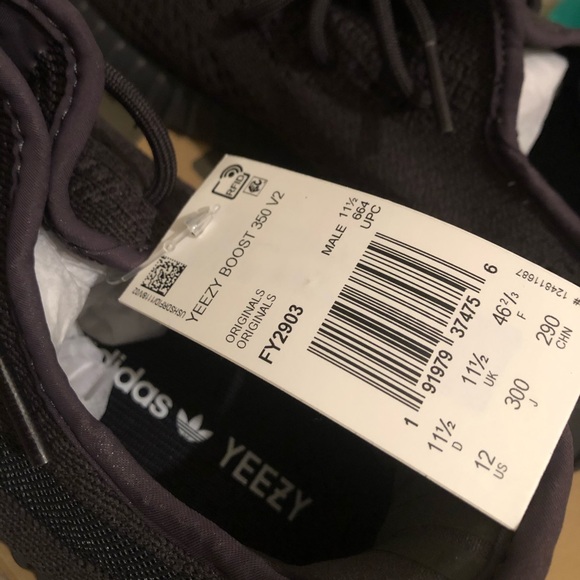 RFID
YEEZY BOOST 350 V2
ORIGINALS
ORIGINALS
FY2903
MALE 11½
664
UPC
1 91979 37475 6
11½ D
11½ UK
46⅔ F
12 US
300 J
290 CHN
# 124811687
adidas
YEEZY